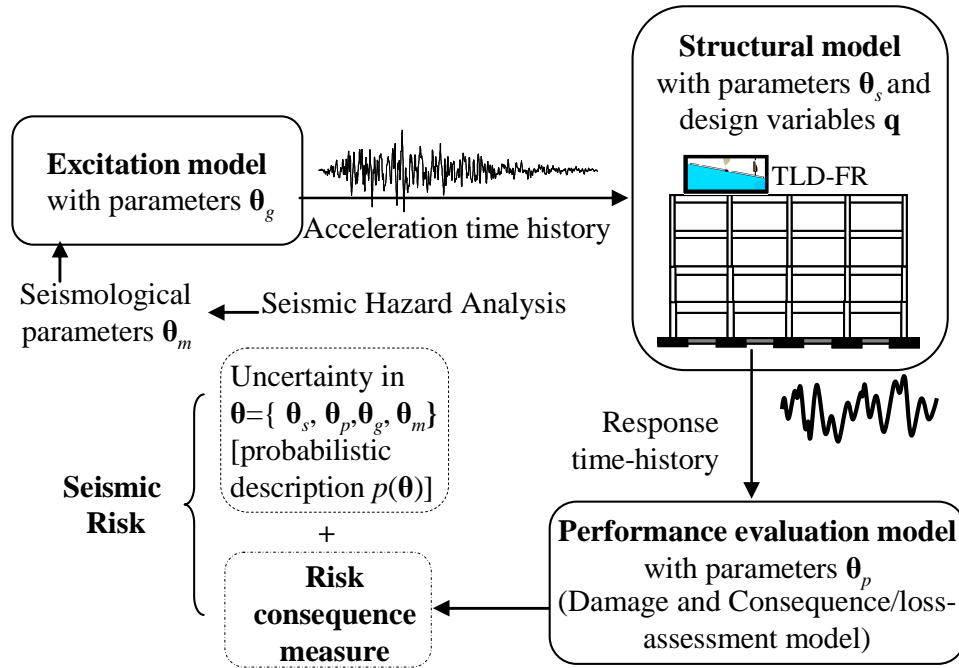 Structural model
with parameters θs and
design variables q
TLD-FR
Excitation model
with parameters θg
Acceleration time history
Seismological
parameters θm
Seismic Hazard Analysis
Uncertainty in
θ={ θs, θp,θg, θm}
[probabilistic
description p(θ)]
Seismic
Risk
+
Risk
consequence
measure
Response
time-history
Performance evaluation model
with parameters θp
(Damage and Consequence/loss-
assessment model)